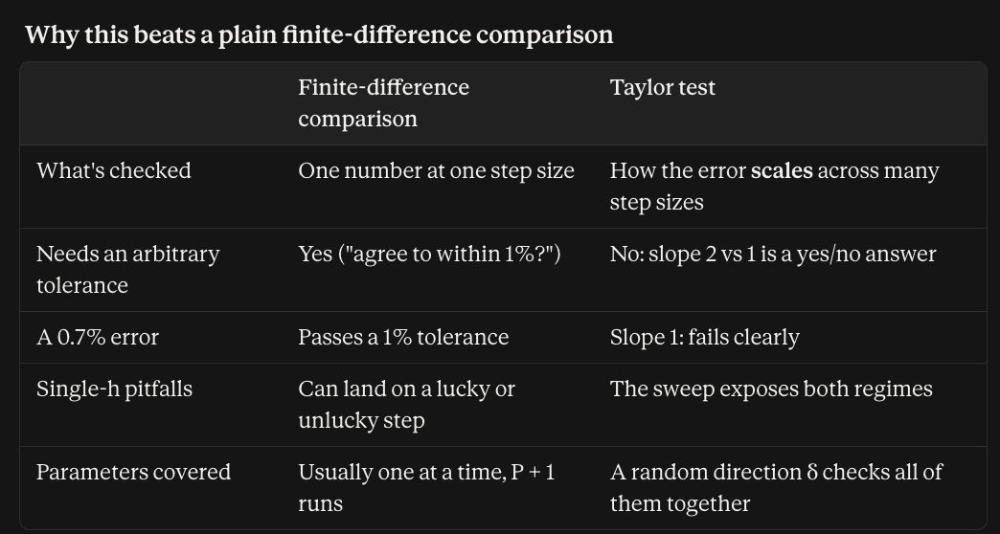 Why this beats a plain finite-difference comparison
Finite-difference
comparison
Taylor test
What's checked
One number at one step size
How the error scales across many
step sizes
Needs an arbitrary
tolerance
Yes ("agree to within 1%?")
No: slope 2 vs 1 is a yes/no answer
A 0.7% error
Passes a 1% tolerance
Slope 1: fails clearly
Single-h pitfalls
Can land on a lucky or
unlucky step
The sweep exposes both regimes
Parameters covered
Usually one at a time, P + 1
runs
A random direction δ checks all of
them together